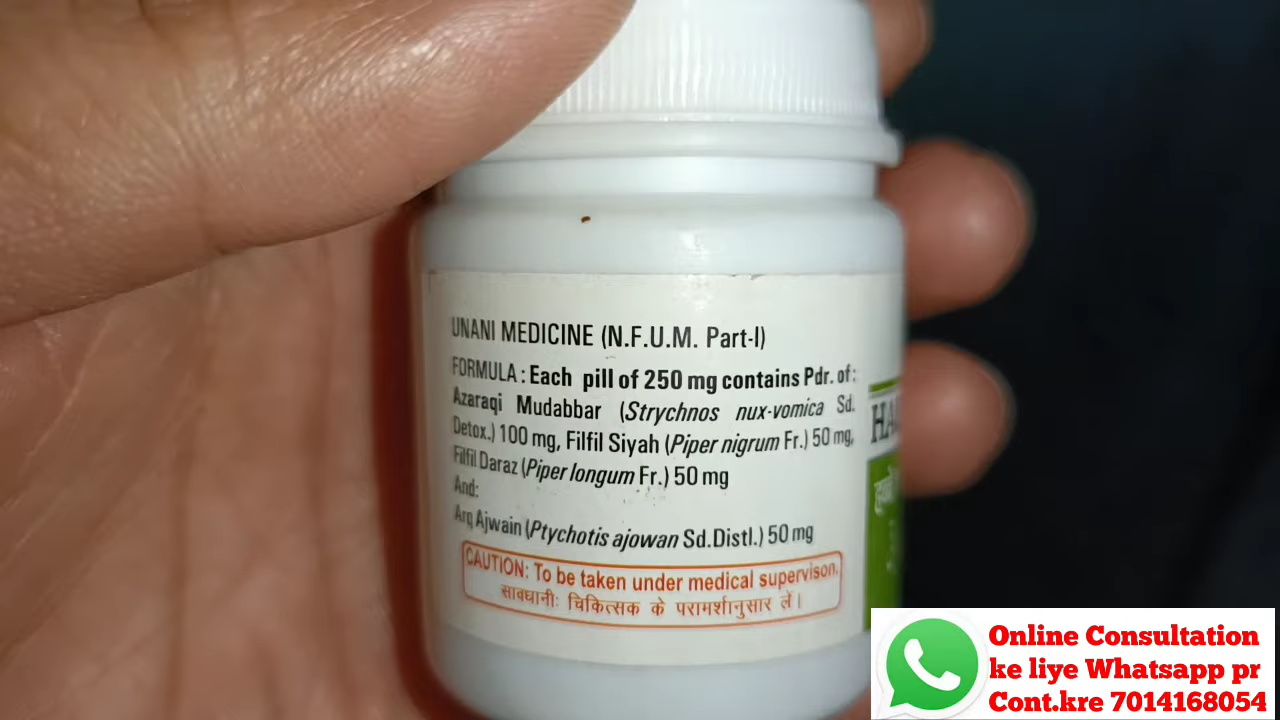 UNANI MEDICINE (N.F.U.M. Part-I)
FORMULA : Each pill of 250 mg contains Pdr. of :
Azaraqi Mudabbar (Strychnos nux-vomica Sd.
Detox.) 100 mg, Filfil Siyah (Piper nigrum Fr.) 50 mg,
Filfil Daraz (Piper longum Fr.) 50 mg
And:
Arq Ajwain (Ptychotis ajowan Sd.Distl.) 50 mg
CAUTION: To be taken under medical supervison.
सावधानीः चिकित्सक के परामर्शानुसार लें।
Online Consultation
ke liye Whatsapp pr
Cont.kre 7014168054